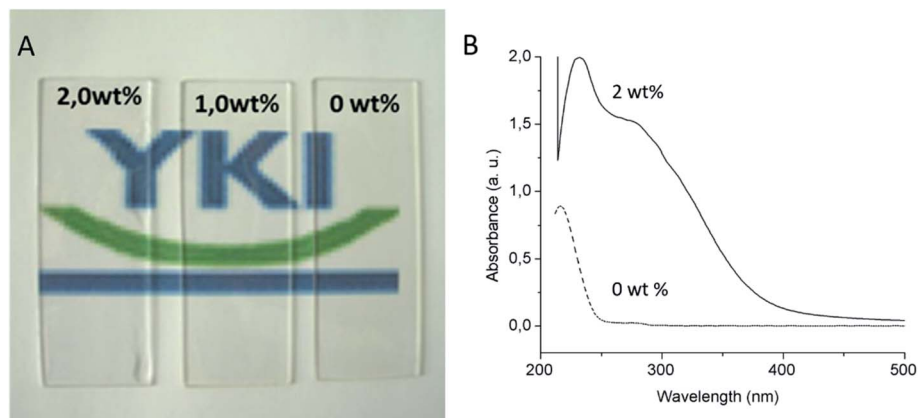 A
2,0wt% 1,0wt% 0 wt%
YKI
B
Absorbance (a. u.)
2,0
1,5
1,0
0,5
0,0
2 wt%
0 wt %
200 300 400 500
Wavelength (nm)